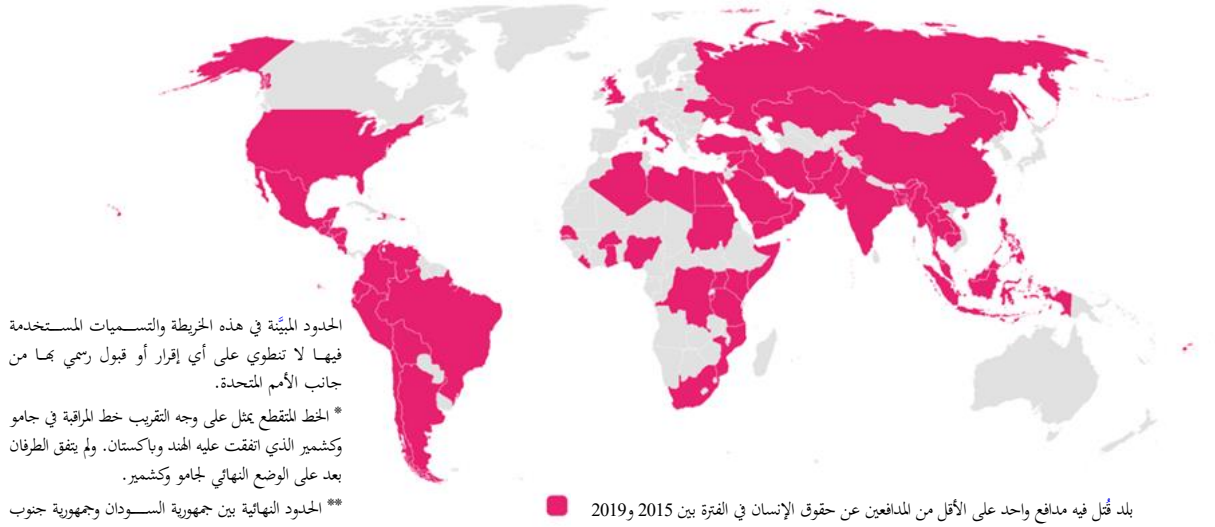 الحدود المبيَّنة في هذه الخريطة والتسميات المستخدمة
فيها لا تنطوي على أي إقرار أو قبول رسمي بها من
جانب الأمم المتحدة.
* الخط المتقطع يمثل على وجه التقريب خط المراقبة في جامو
وكشمير الذي اتفقت عليه الهند وباكستان. ولم يتفق الطرفان
بعد على الوضع النهائي لجامو وكشمير.
** الحدود النهائية بين جمهورية السودان وجمهورية جنوب
بلد قُتل فيه مدافع واحد على الأقل من المدافعين عن حقوق الإنسان في الفترة بين 2015 و2019